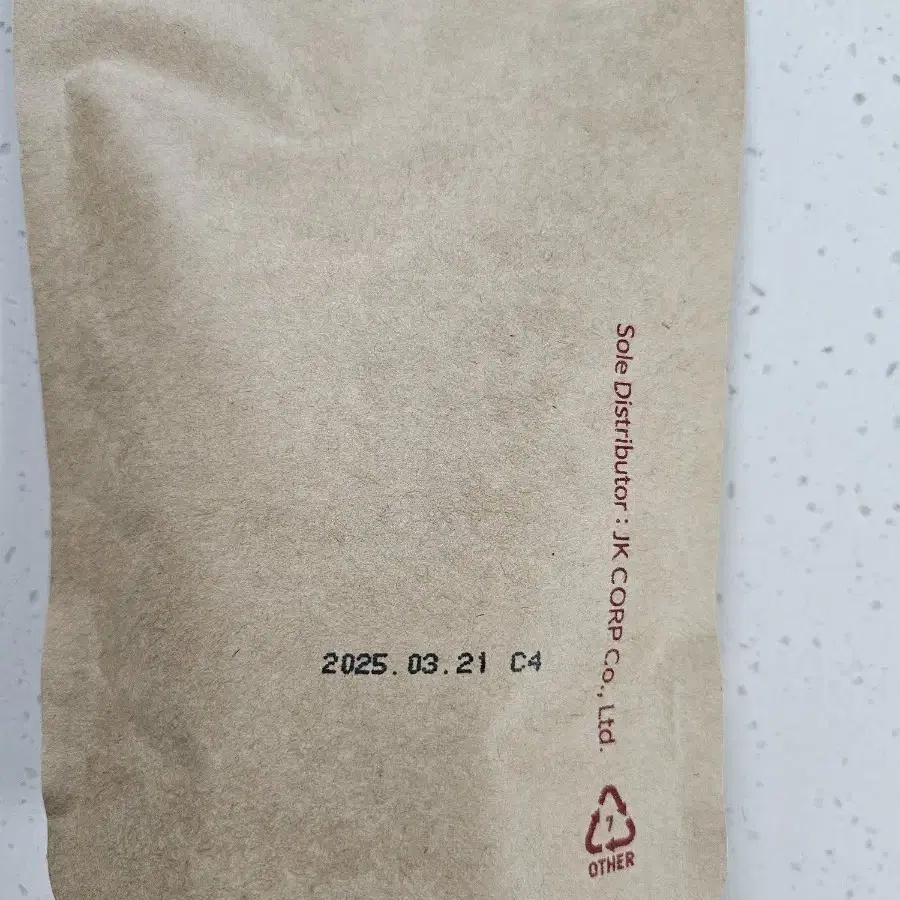 Sole Distributor : JK CORP Co., Ltd.
2025.03.21 C4
7
OTHER